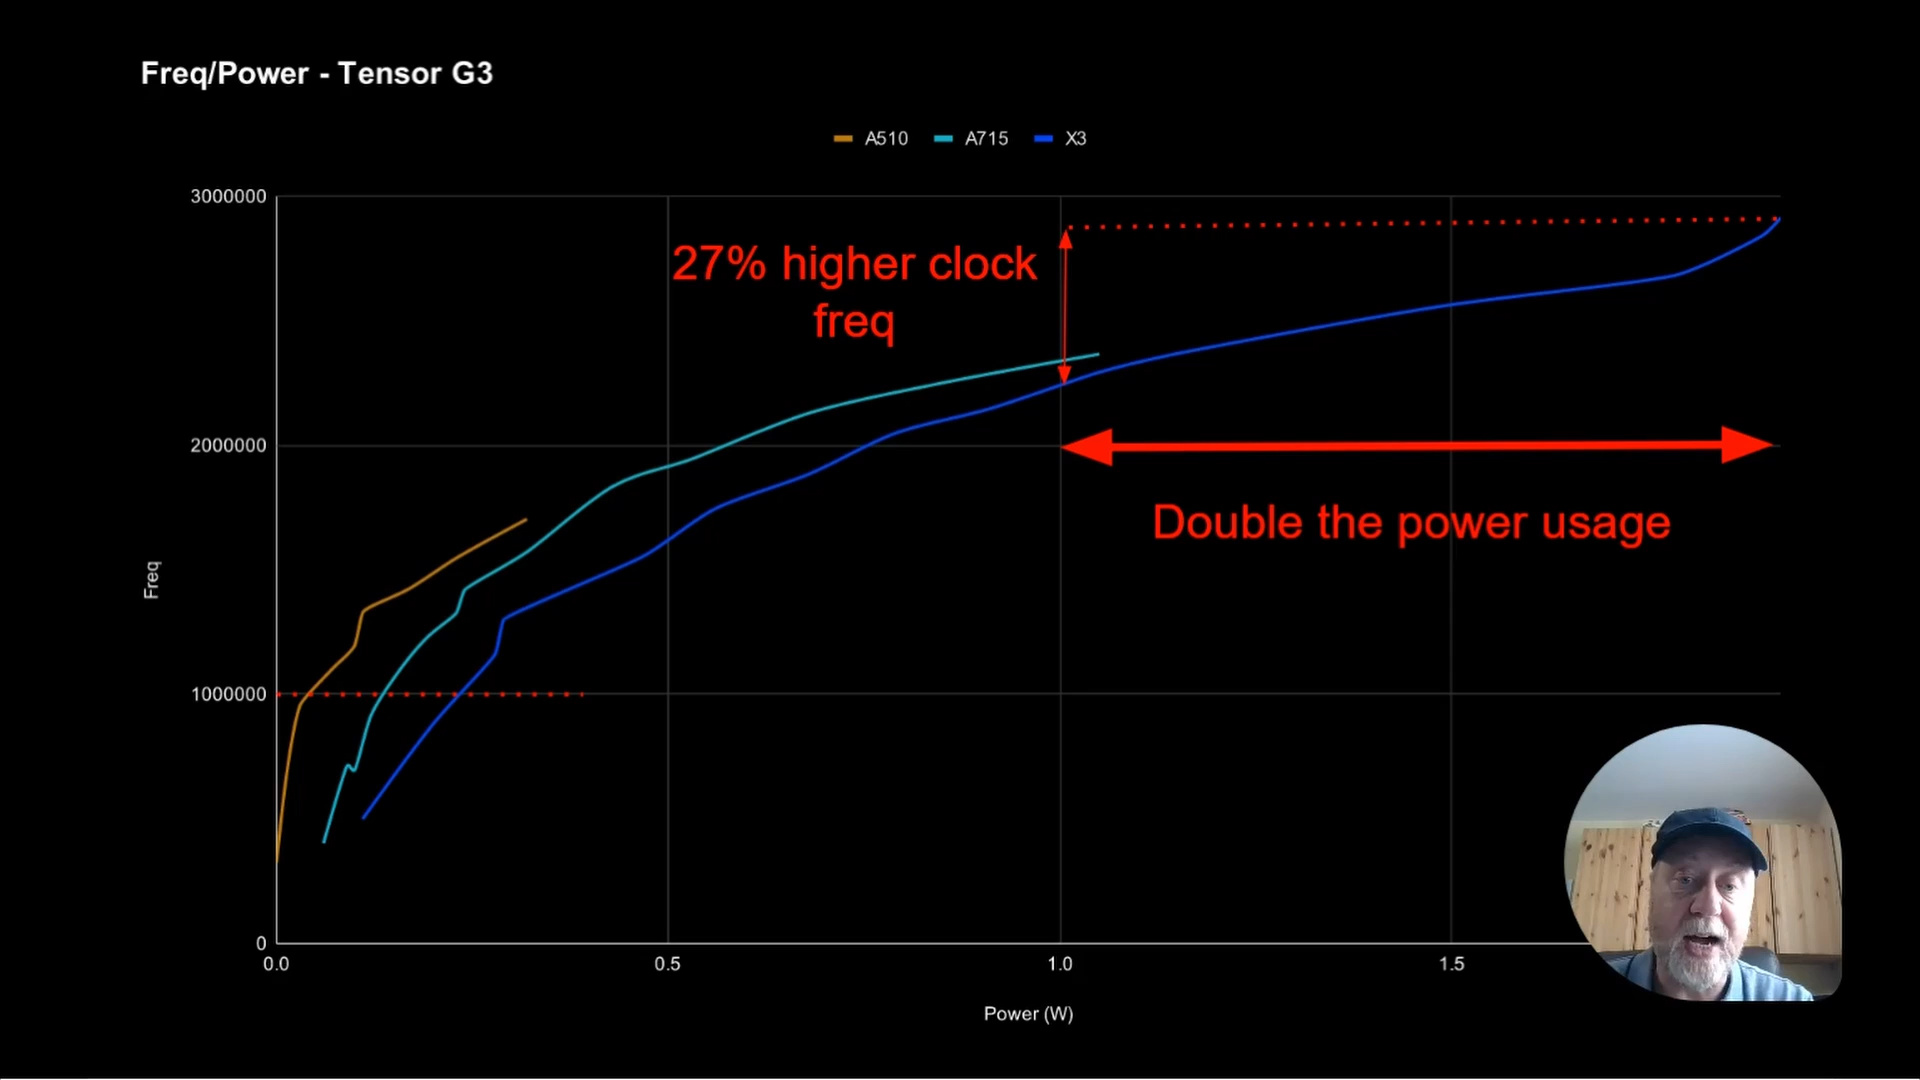 Freq/Power - Tensor G3
A510 A715 X3
3000000
27% higher clock
freq
2000000
Double the power usage
Freq
1000000
0
0.0 0.5 1.0 1.5
Power (W)